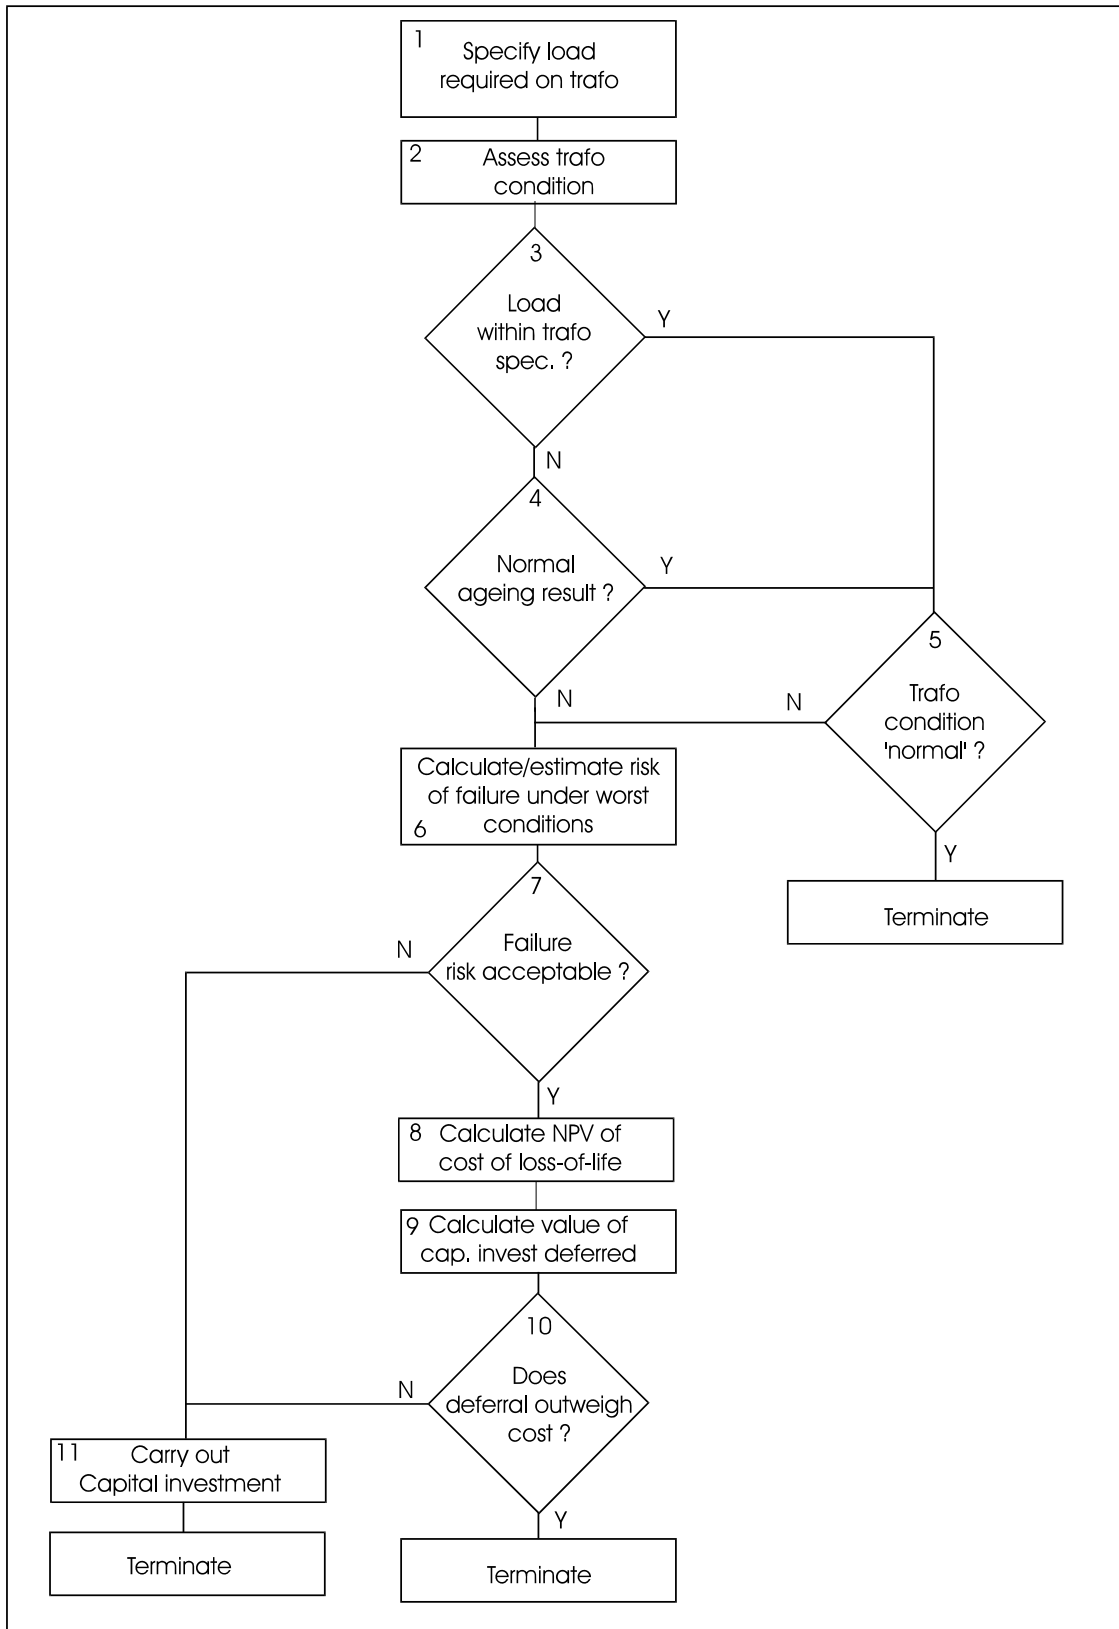 1
Specify load
required on trafo
2
Assess trafo
condition
3
Load
within trafo
spec. ?
Y
N
4
Normal
ageing result ?
Y
N
5
Trafo
condition
'normal' ?
N
Y
Terminate
Calculate/estimate risk
of failure under worst
conditions
6
7
Failure
risk acceptable ?
N
Y
8
Calculate NPV of
cost of loss-of-life
9
Calculate value of
cap. invest deferred
10
Does
deferral outweigh
cost ?
N
Y
11
Carry out
Capital investment
Terminate
Terminate